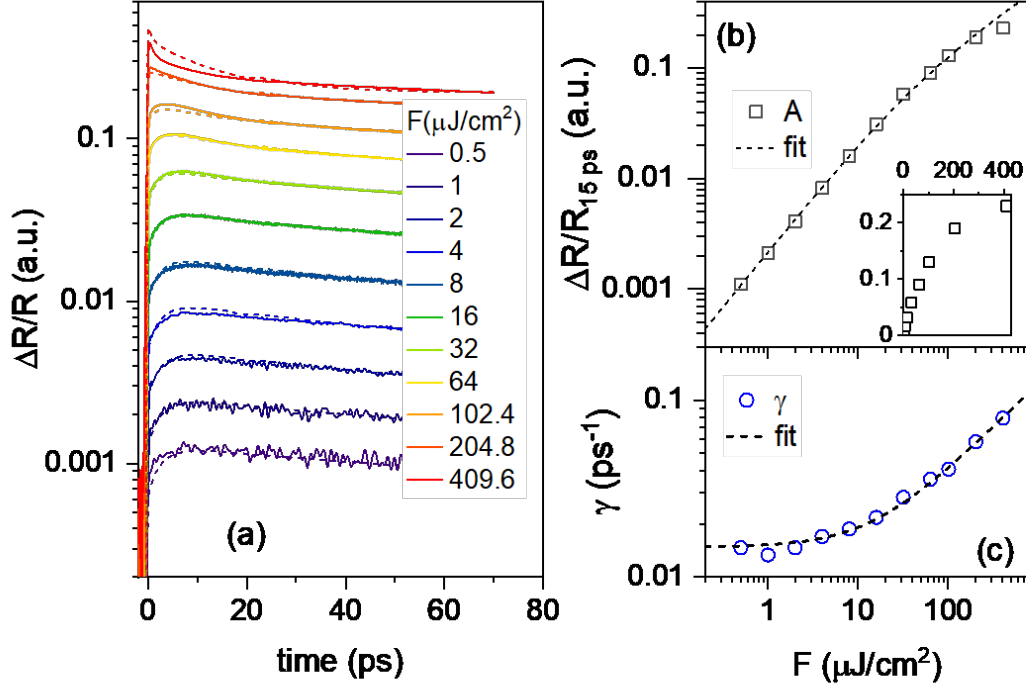 ΔR/R (a.u.)
0.1
0.01
0.001
0
20
40
60
80
time (ps)
(a)
F(μJ/cm²)
0.5
1
2
4
8
16
32
64
102.4
204.8
409.6
(b)
ΔR/R₁₅ ₚₛ (a.u.)
0.1
0.01
0.001
A
fit
0 200 400
0.2
0.1
0
(c)
γ (ps⁻¹)
0.1
0.01
γ
fit
1
10
100
F (μJ/cm²)